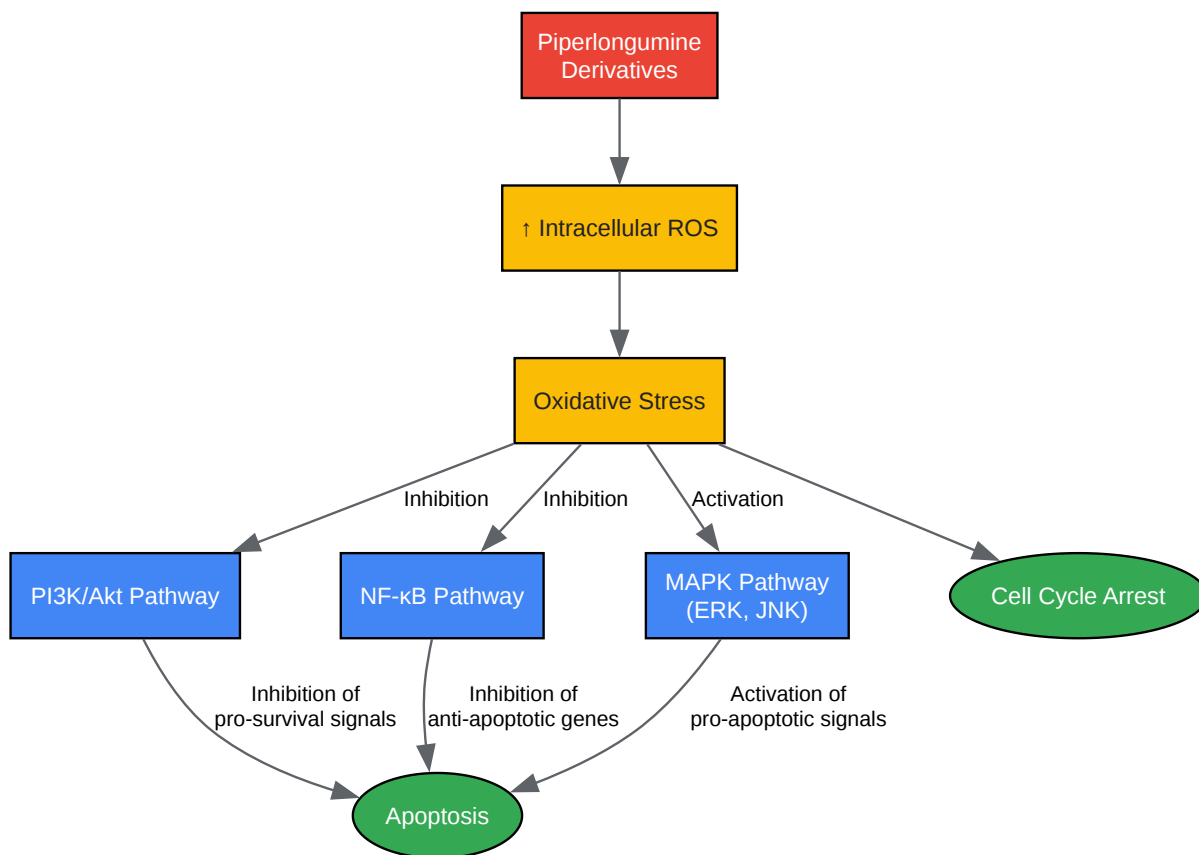 Piperlongumine
Derivatives
↑ Intracellular ROS
Oxidative Stress
Inhibition
Inhibition
Activation
PI3K/Akt Pathway
NF-κB Pathway
MAPK Pathway
(ERK, JNK)
Cell Cycle Arrest
Inhibition of
pro-survival signals
Inhibition of
anti-apoptotic genes
Activation of
pro-apoptotic signals
Apoptosis